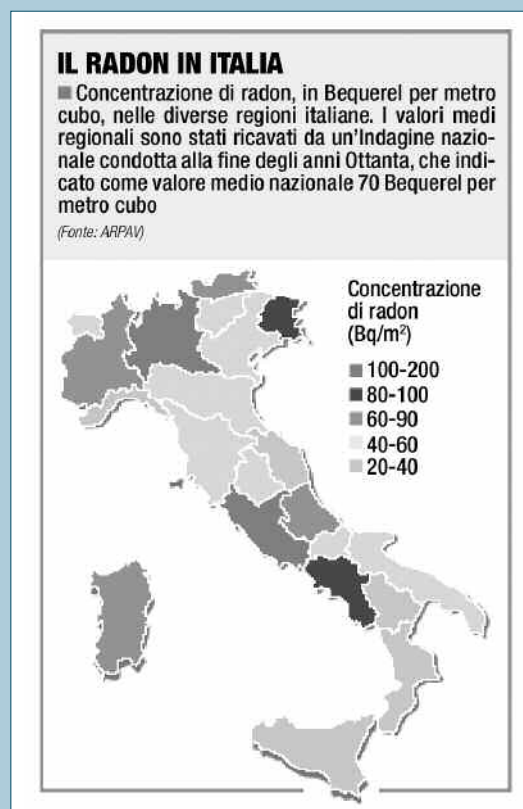 IL RADON IN ITALIA
Concentrazione di radon, in Bequerel per metro
cubo, nelle diverse regioni italiane. I valori medi
regionali sono stati ricavati da un'Indagine nazio-
nale condotta alla fine degli anni Ottanta, che indi-
cato come valore medio nazionale 70 Bequerel per
metro cubo
(Fonte: ARPAV)
Concentrazione
di radon
(Bq/m²)
100-200
80-100
60-90
40-60
20-40